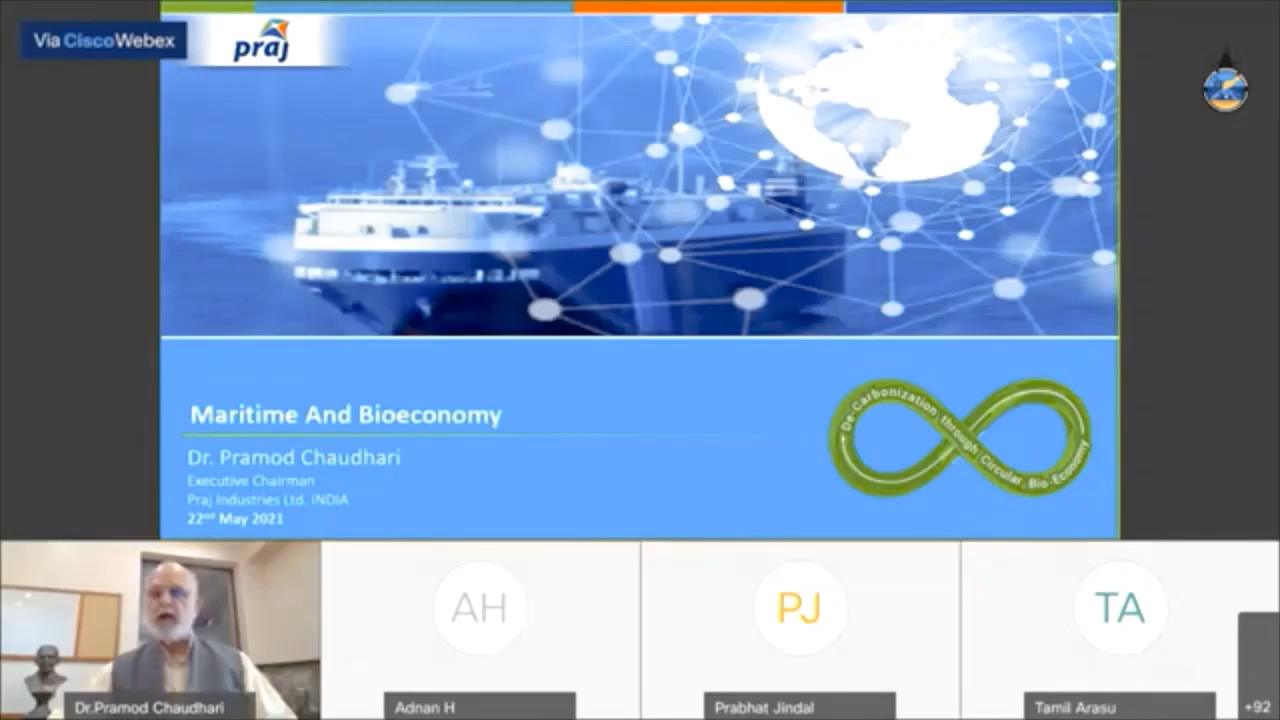 Via CiscoWebex
praj
Maritime And Bioeconomy
Dr. Pramod Chaudhari
Executive Chairman
Praj Industries Ltd. INDIA
22nd May 2021
De-Carbonization through Circular, Bio-Economy
AH
PJ
TA
Dr.Pramod Chaudhari
Adnan H
Prabhat Jindal
Tamil Arasu
+92